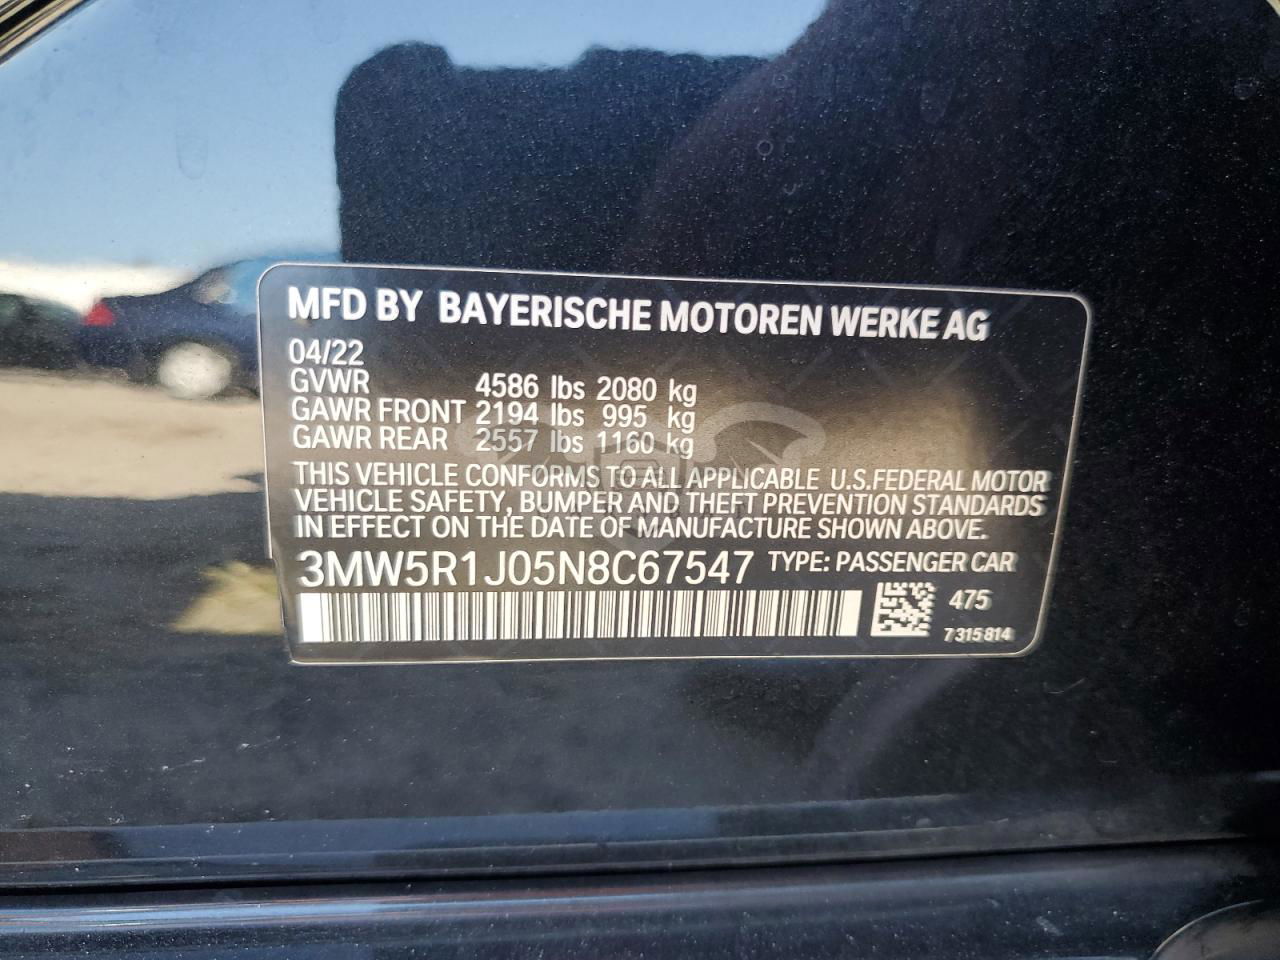 MFD BY BAYERISCHE MOTOREN WERKE AG
04/22
GVWR 4586 lbs 2080 kg
GAWR FRONT 2194 lbs 995 kg
GAWR REAR 2557 lbs 1160 kg
THIS VEHICLE CONFORMS TO ALL APPLICABLE U.S.FEDERAL MOTOR
VEHICLE SAFETY, BUMPER AND THEFT PREVENTION STANDARDS
IN EFFECT ON THE DATE OF MANUFACTURE SHOWN ABOVE.
3MW5R1J05N8C67547 TYPE: PASSENGER CAR
475
7 315 814